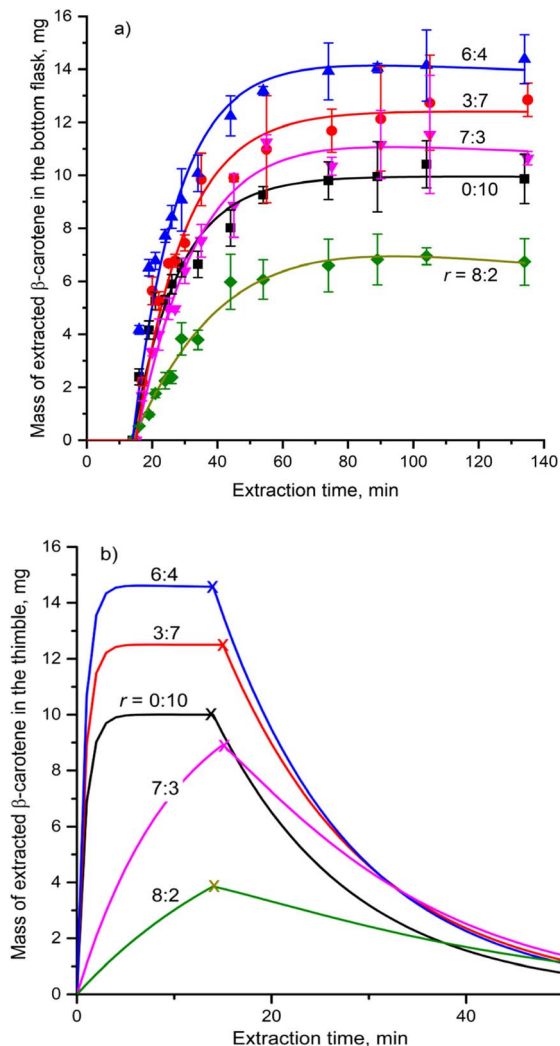 a)
16
14
12
10
8
6
4
2
0
Mass of extracted β-carotene in the bottom flask, mg
6:4
3:7
7:3
0:10
r = 8:2
0 20 40 60 80 100 120 140
Extraction time, min
b)
16
14
12
10
8
6
4
2
0
Mass of extracted β-carotene in the thimble, mg
6:4
3:7
r = 0:10
7:3
8:2
0 20 40
Extraction time, min